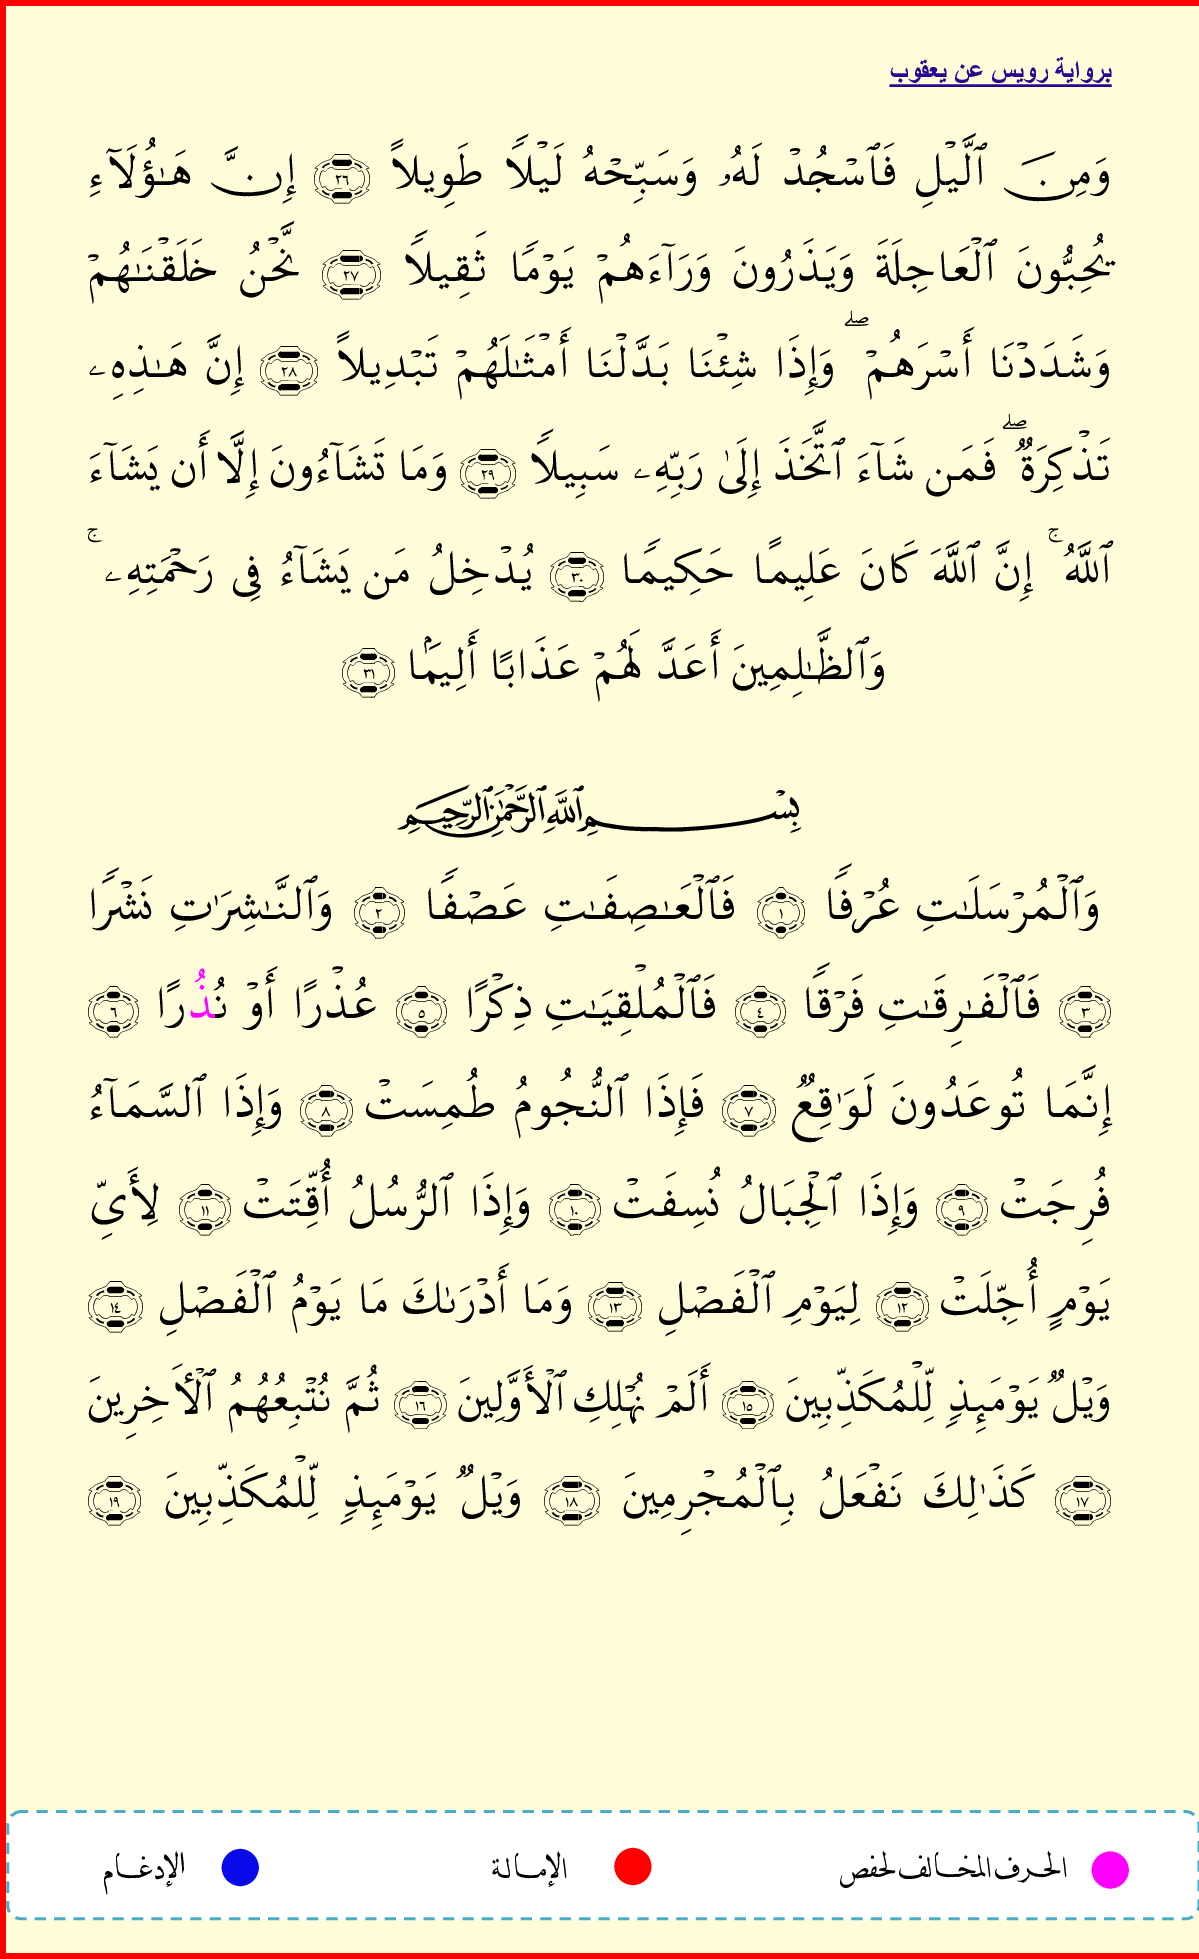 برواية رويس عن يعقوب
وَمِنَ ٱلَّيْلِ فَٱسْجُدْ لَهُۥ وَسَبِّحْهُ لَيْلًا طَوِيلًا ٢٦ إِنَّ هَـٰٓؤُلَآءِ
يُحِبُّونَ ٱلْعَاجِلَةَ وَيَذَرُونَ وَرَآءَهُمْ يَوْمًا ثَقِيلًا ٢٧ نَّحْنُ خَلَقْنَـٰهُمْ
وَشَدَدْنَا أَسْرَهُمْ ۖ وَإِذَا شِئْنَا بَدَّلْنَا أَمْثَـٰلَهُمْ تَبْدِيلًا ٢٨ إِنَّ هَـٰذِهِۦ
تَذْكِرَةٌ ۖ فَمَن شَآءَ ٱتَّخَذَ إِلَىٰ رَبِّهِۦ سَبِيلًا ٢٩ وَمَا تَشَآءُونَ إِلَّا أَن يَشَآءَ
ٱللَّهُ ۚ إِنَّ ٱللَّهَ كَانَ عَلِيمًا حَكِيمًا ٣٠ يُدْخِلُ مَن يَشَآءُ فِى رَحْمَتِهِۦ ۚ
وَٱلظَّـٰلِمِينَ أَعَدَّ لَهُمْ عَذَابًا أَلِيمَۢا ٣١
بِسْمِ ٱللَّهِ ٱلرَّحْمَـٰنِ ٱلرَّحِيمِ
وَٱلْمُرْسَلَـٰتِ عُرْفًا ١ فَٱلْعَـٰصِفَـٰتِ عَصْفًا ٢ وَٱلنَّـٰشِرَٰتِ نَشْرًا
٣ فَٱلْفَـٰرِقَـٰتِ فَرْقًا ٤ فَٱلْمُلْقِيَـٰتِ ذِكْرًا ٥ عُذْرًا أَوْ نُذُرًا ٦
إِنَّمَا تُوعَدُونَ لَوَٰقِعٌ ٧ فَإِذَا ٱلنُّجُومُ طُمِسَتْ ٨ وَإِذَا ٱلسَّمَآءُ
فُرِجَتْ ٩ وَإِذَا ٱلْجِبَالُ نُسِفَتْ ١٠ وَإِذَا ٱلرُّسُلُ أُقِّتَتْ ١١ لِأَىِّ
يَوْمٍ أُجِّلَتْ ١٢ لِيَوْمِ ٱلْفَصْلِ ١٣ وَمَا أَدْرَىٰكَ مَا يَوْمُ ٱلْفَصْلِ ١٤
وَيْلٌ يَوْمَئِذٍ لِّلْمُكَذِّبِينَ ١٥ أَلَمْ نُهْلِكِ ٱلْأَوَّلِينَ ١٦ ثُمَّ نُتْبِعُهُمُ ٱلْـَٔاخِرِينَ
١٧ كَذَٰلِكَ نَفْعَلُ بِٱلْمُجْرِمِينَ ١٨ وَيْلٌ يَوْمَئِذٍ لِّلْمُكَذِّبِينَ ١٩
الحرف المخالف لحفص الإمالة الإدغام